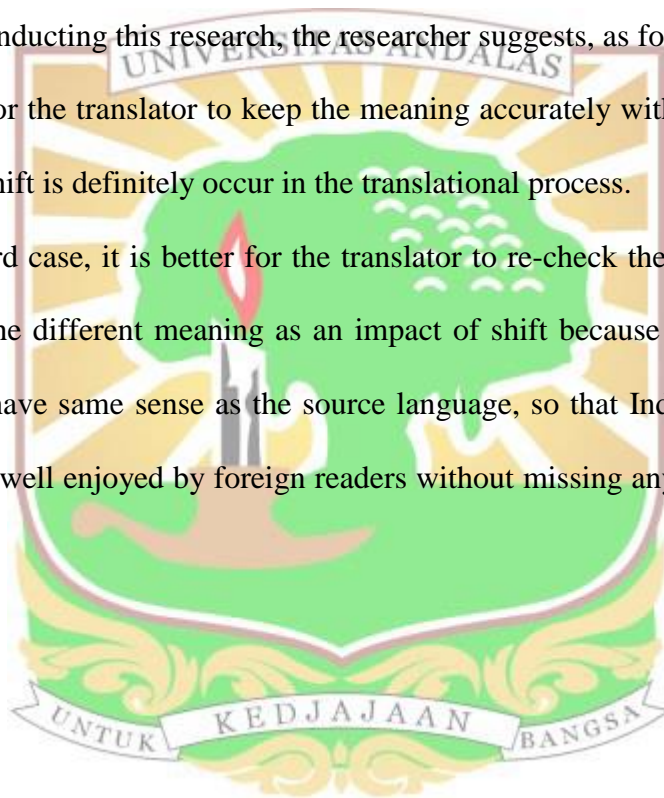 nducting this research, the researcher suggests, as fo
UNIVERSITAS ANDALAS
or the translator to keep the meaning accurately with
hift is definitely occur in the translational process.
rd case, it is better for the translator to re-check the
ne different meaning as an impact of shift because
have same sense as the source language, so that Ind
well enjoyed by foreign readers without missing any
UNTUK KEDJAJAAN BANGSA